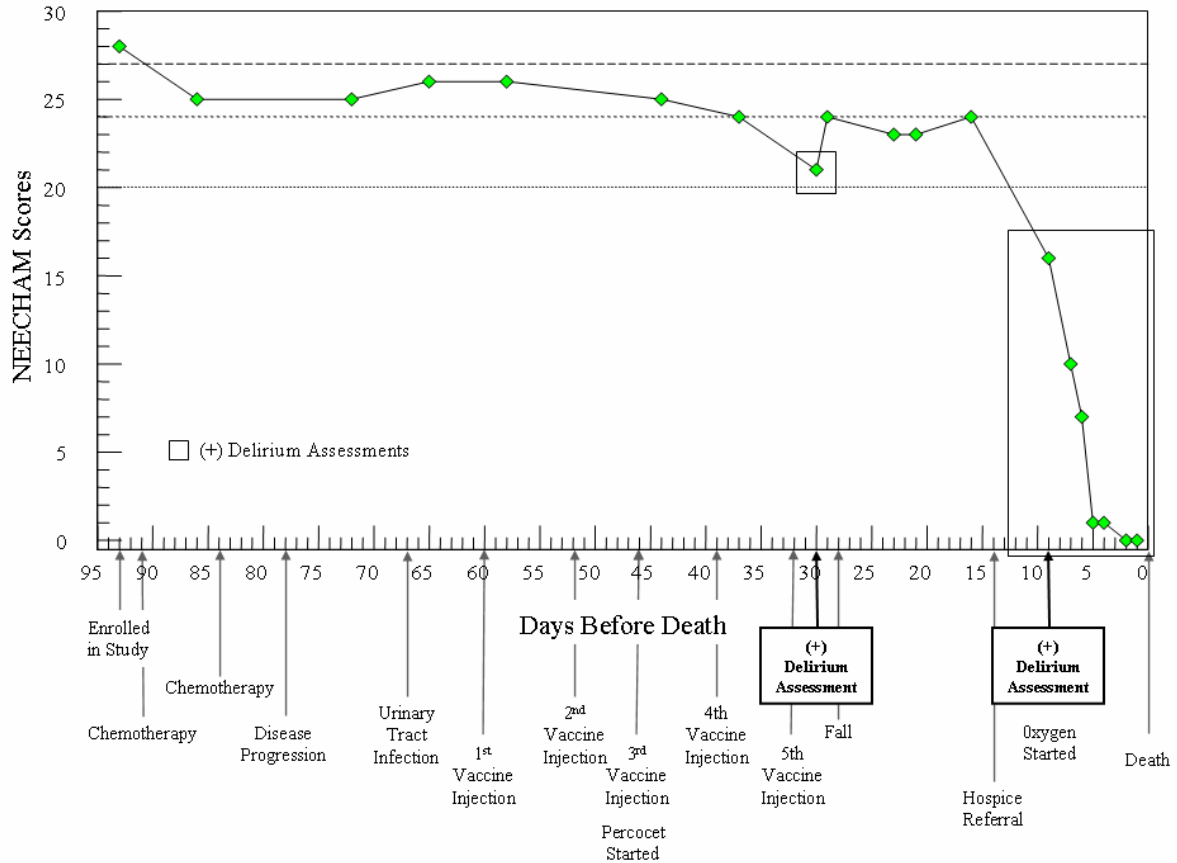 30
25
20
15
10
5
0
NEECHAM Scores
(+) Delirium Assessments
95 90 85 80 75 70 65 60 55 50 45 40 35 30 25 20 15 10 5 0
Days Before Death
Enrolled
in Study
Chemotherapy
Chemotherapy
Disease
Progression
Urinary
Tract
Infection
1st
Vaccine
Injection
2nd
Vaccine
Injection
3rd
Vaccine
Injection
Percocet
Started
4th
Vaccine
Injection
5th
Vaccine
Injection
(+)
Delirium
Assessment
Fall
Hospice
Referral
(+)
Delirium
Assessment
0xygen
Started
Death